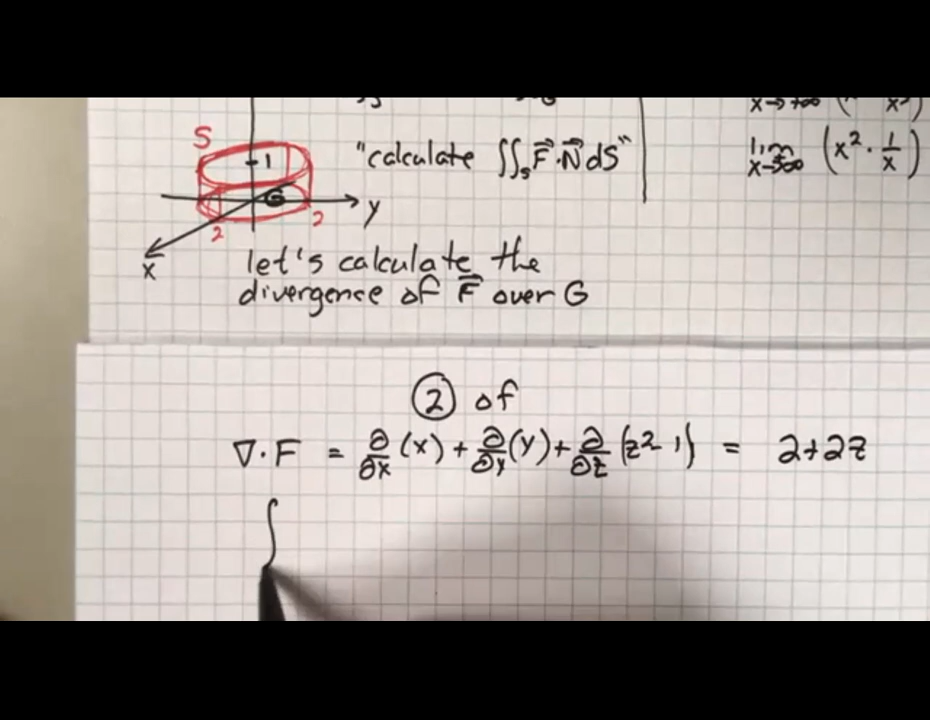 x→+∞
S
1
"calculate ∬ₛ F⃗·N⃗ dS"
lim x→+∞ (x² · 1/x)
G
y
2
2
x
let's calculate the
divergence of F⃗ over G
② of
∇·F = ∂/∂x (x) + ∂/∂y (y) + ∂/∂z (z² 1) = 2+2z
∫